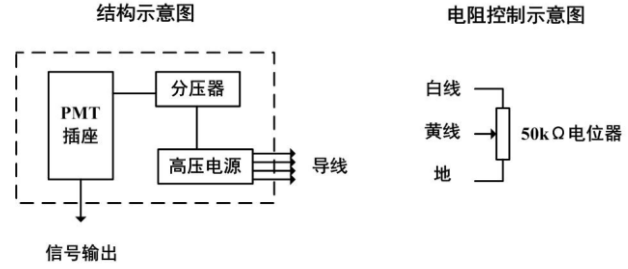 结构示意图
PMT
插座
分压器
高压电源
导线
信号输出
电阻控制示意图
白线
黄线
地
50kΩ电位器